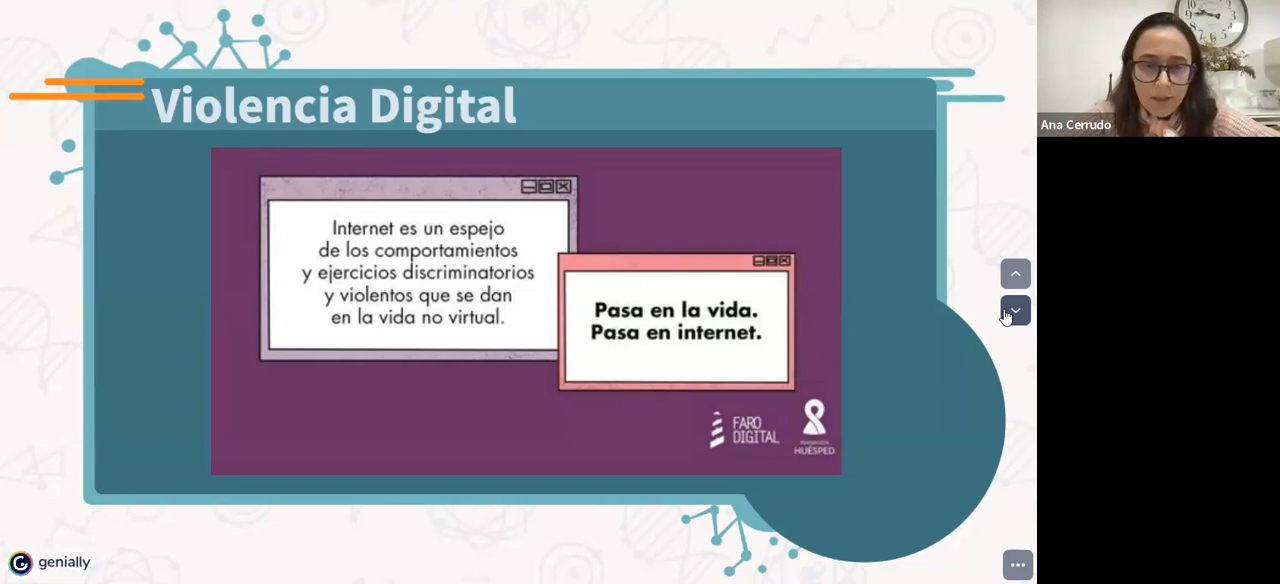 Violencia Digital
Internet es un espejo
de los comportamientos
y ejercicios discriminatorios
y violentos que se dan
en la vida no virtual.
Pasa en la vida.
Pasa en internet.
FARO
DIGITAL
FUNDACIÓN
HUÉSPED
genially
Ana Cerrudo